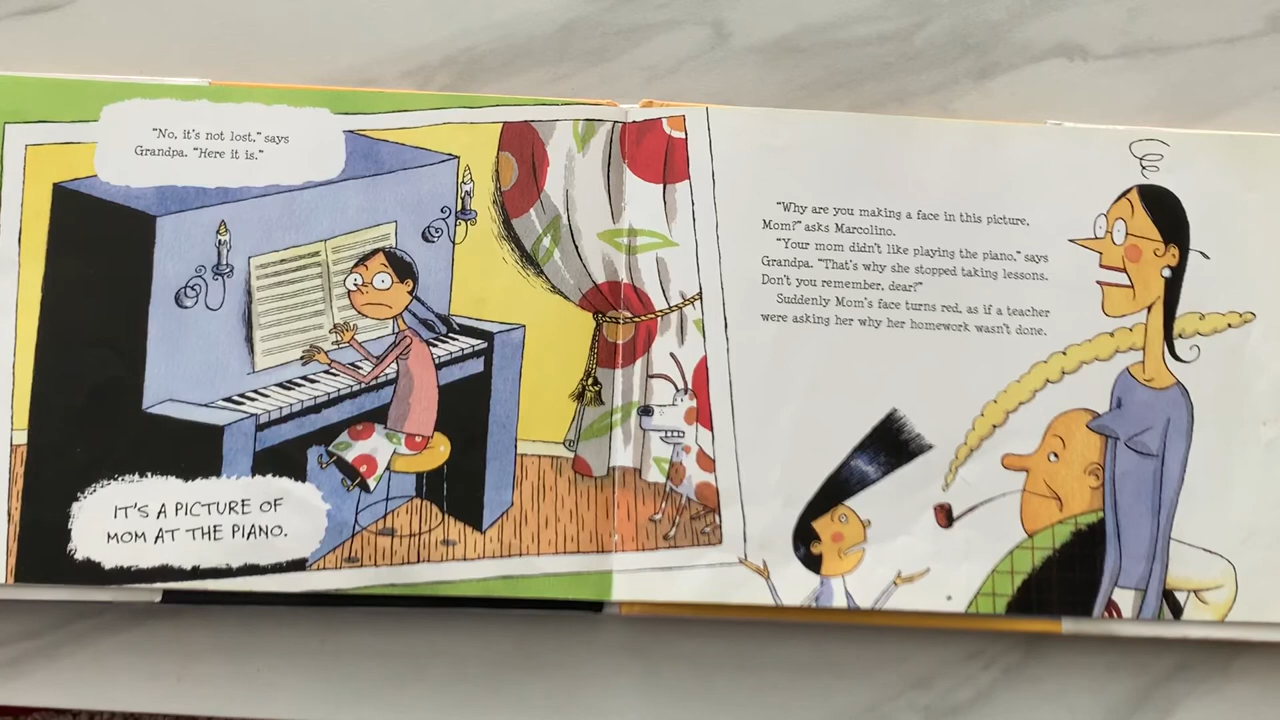 "No, it's not lost," says
Grandpa. "Here it is."
IT'S A PICTURE OF
MOM AT THE PIANO.
"Why are you making a face in this picture,
Mom?" asks Marcolino.
"Your mom didn't like playing the piano," says
Grandpa. "That's why she stopped taking lessons.
Don't you remember, dear?"
Suddenly Mom's face turns red, as if a teacher
were asking her why her homework wasn't done.